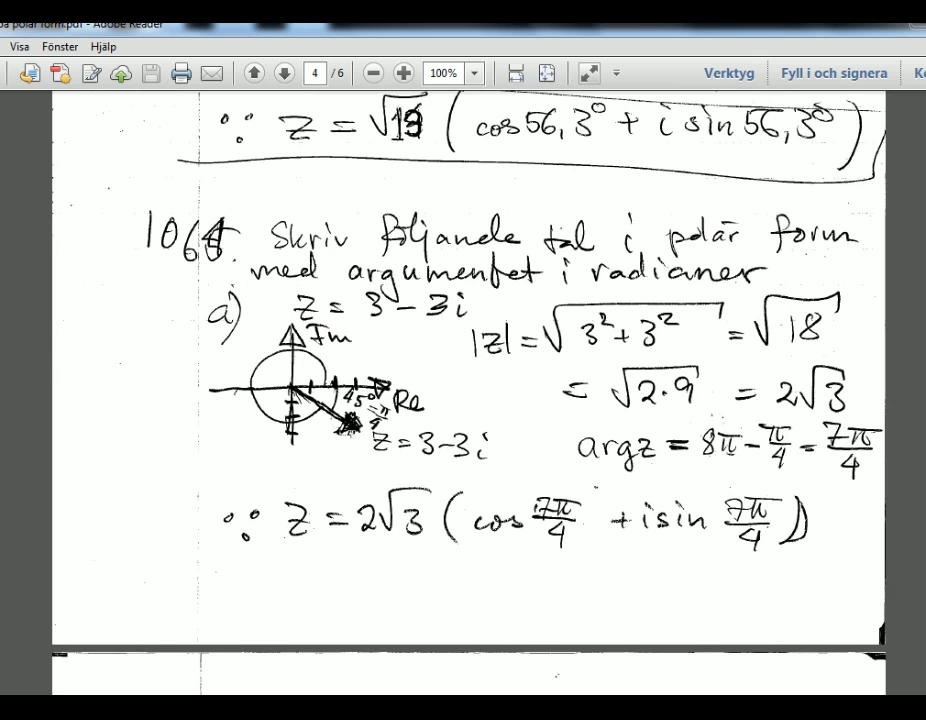 pa polar form.pdf - Adobe Reader
Visa Fönster Hjälp
4 / 6 100% Verktyg Fyll i och signera
∵ z = √13 (cos 56,3° + i sin 56,3°)
Skriv följande tal i polär form
med argumentet i radianer
a) z = 3 - 3i
Im
|z| = √3² + 3² = √18
= √2·9 = 2√3
45° = π/4
Re
z = 3-3i
arg z = 8π - π/4 = 7π/4
∵ z = 2√3 (cos 7π/4 + i sin 7π/4)